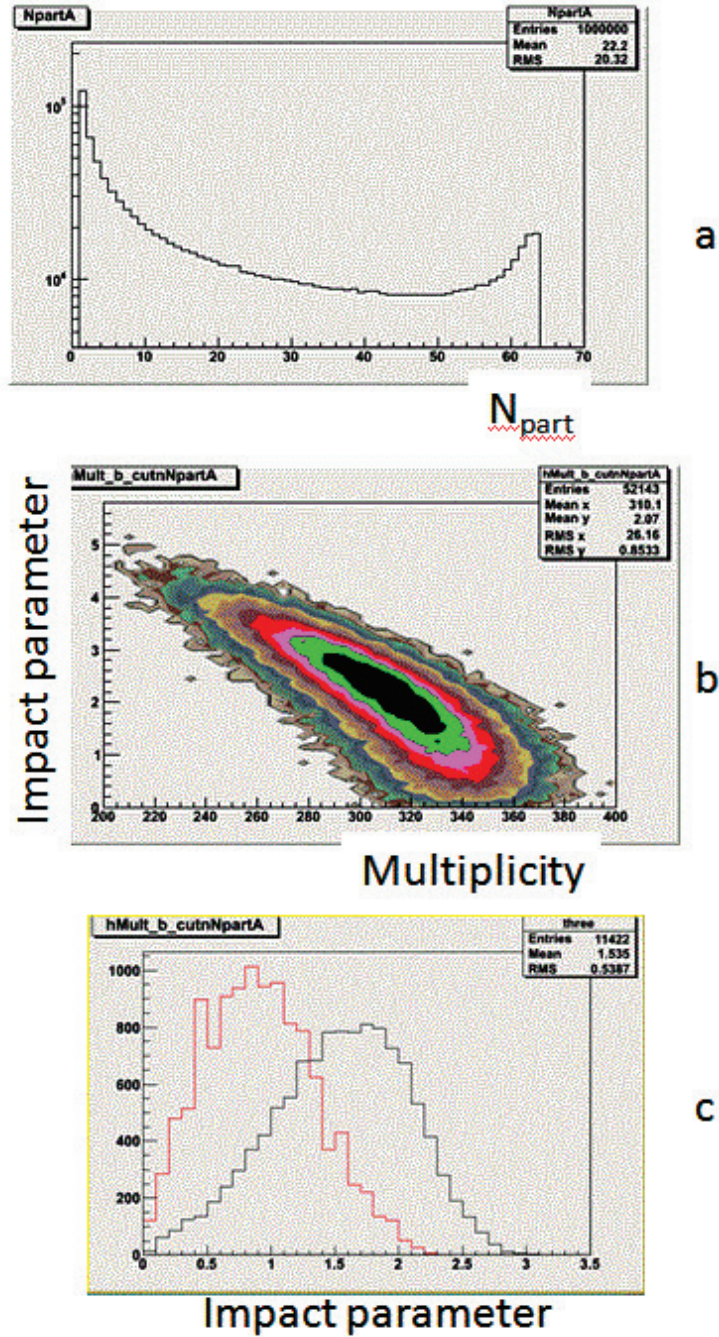 NpartA
NpartA
Entries 1000000
Mean 22.2
RMS 20.32
10⁵
10⁴
0 10 20 30 40 50 60 70
a
N_part
Mult_b_cutnNpartA
hMult_b_cutnNpartA
Entries 52143
Mean x 310.1
Mean y 2.07
RMS x 26.16
RMS y 0.8533
Impact parameter
5
4
3
2
1
0
200 220 240 260 280 300 320 340 360 380 400
b
Multiplicity
hMult_b_cutnNpartA
three
Entries 11422
Mean 1.535
RMS 0.5387
1000
800
600
400
200
0
0 0.5 1 1.5 2 2.5 3 3.5
c
Impact parameter